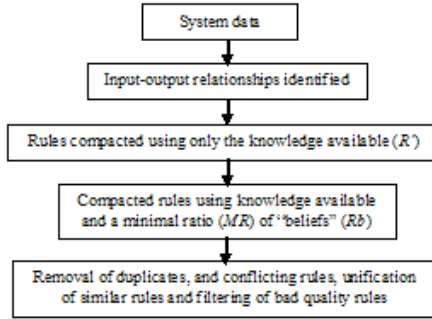 System data
Input-output relationships identified
Rules compacted using only the knowledge available (R')
Compacted rules using knowledge available
and a minimal ratio (MR) of "beliefs" (Rb)
Removal of duplicates, and conflicting rules, unification
of similar rules and filtering of bad quality rules